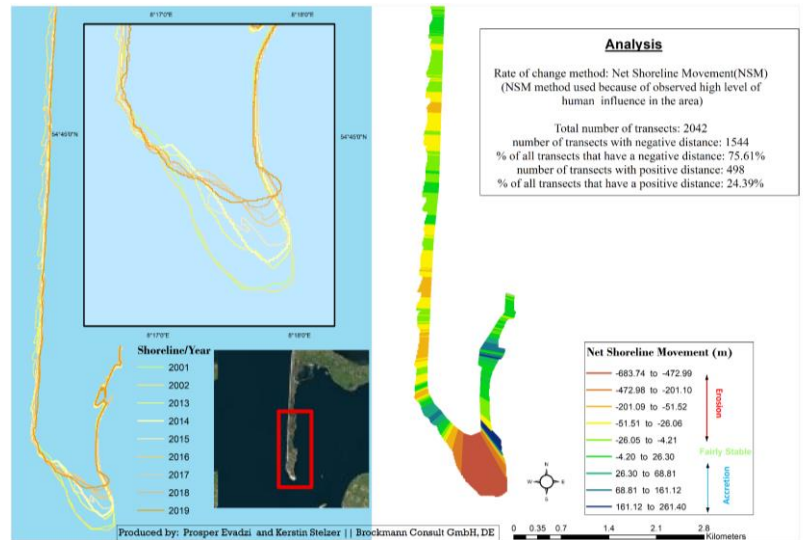 8°17'0"E
8°18'0"E
54°40'0"N
54°40'0"N
8°17'0"E
8°18'0"E
Shoreline/Year
2001
2002
2013
2014
2015
2016
2017
2018
2019
Produced by: Prosper Evadzi and Kerstin Stelzer || Brockmann Consult GmbH, DE
Analysis
Rate of change method: Net Shoreline Movement(NSM)
(NSM method used because of observed high level of
human influence in the area)
Total number of transects: 2042
number of transects with negative distance: 1544
% of all transects that have a negative distance: 75.61%
number of transects with positive distance: 498
% of all transects that have a positive distance: 24.39%
Net Shoreline Movement (m)
-683.74 to -472.99
-472.98 to -201.10
-201.09 to -51.52
-51.51 to -26.06
-26.05 to -4.21
-4.20 to 26.30
26.30 to 68.81
68.81 to 161.12
161.12 to 261.40
Erosion
Fairly Stable
Accretion
N
W
E
S
0 0.35 0.7 1.4 2.1 2.8
Kilometers